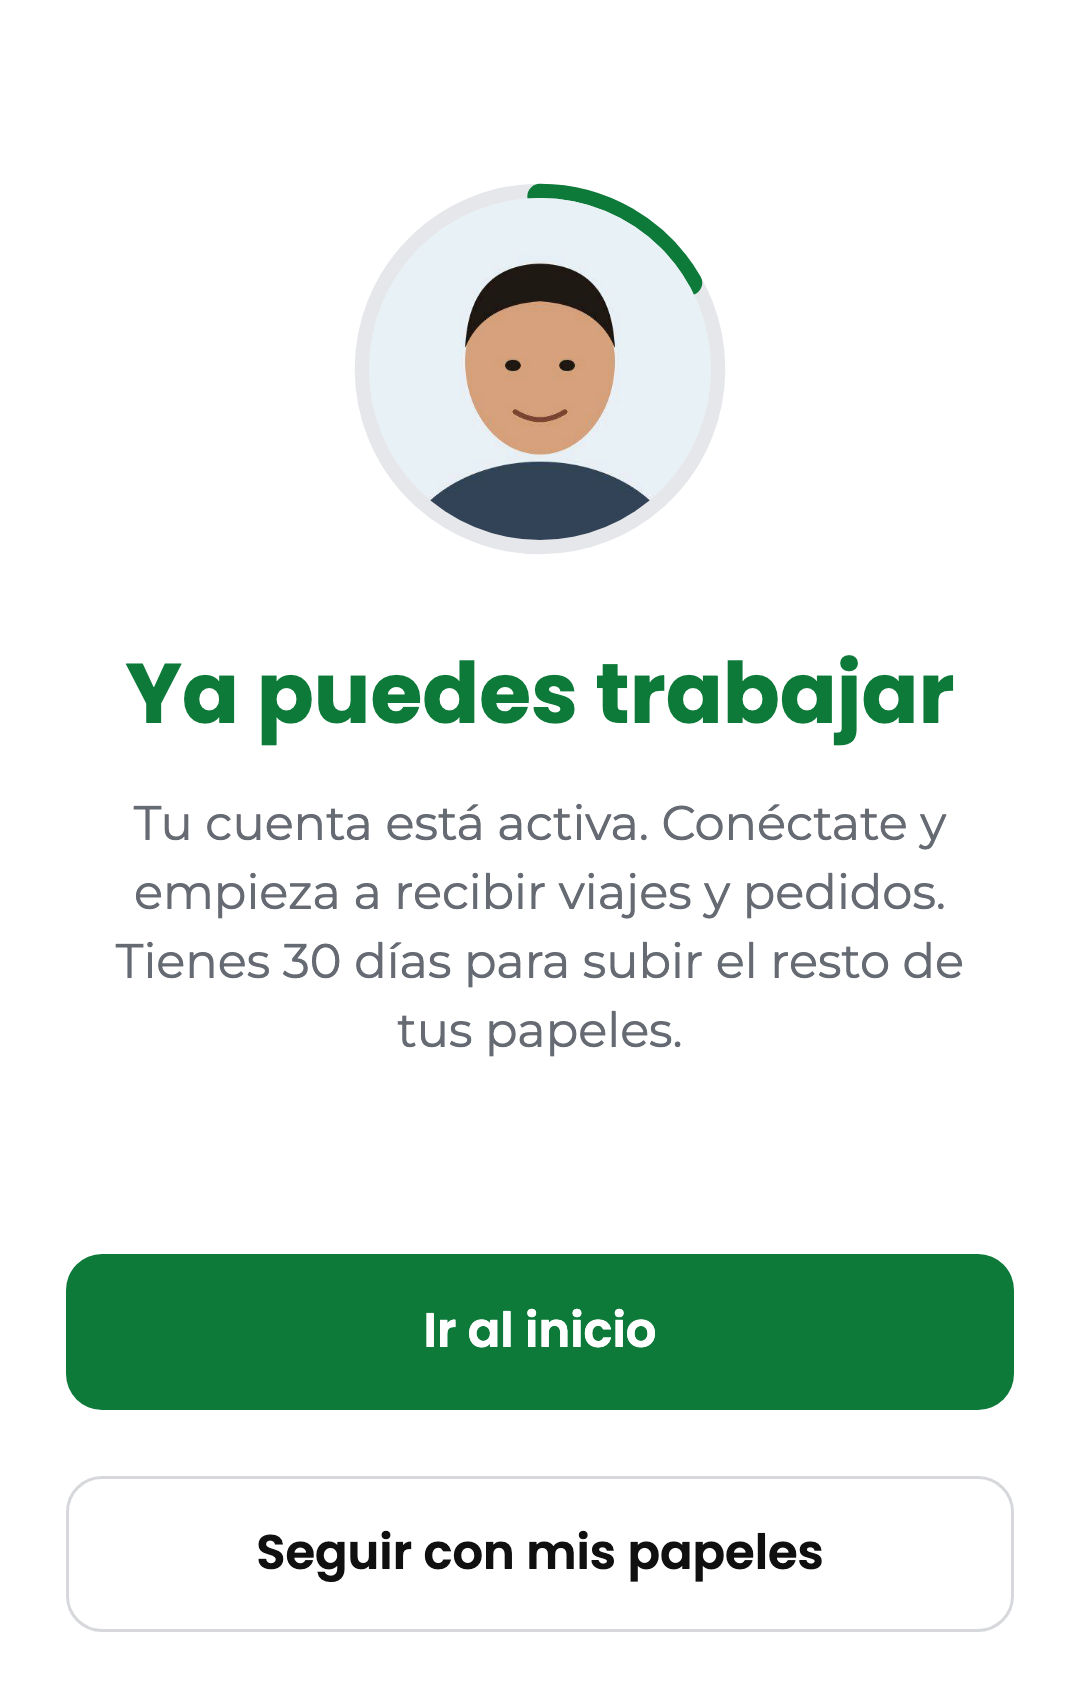 Ya puedes trabajar
Tu cuenta está activa. Conéctate y
empieza a recibir viajes y pedidos.
Tienes 30 días para subir el resto de
tus papeles.
Ir al inicio
Seguir con mis papeles